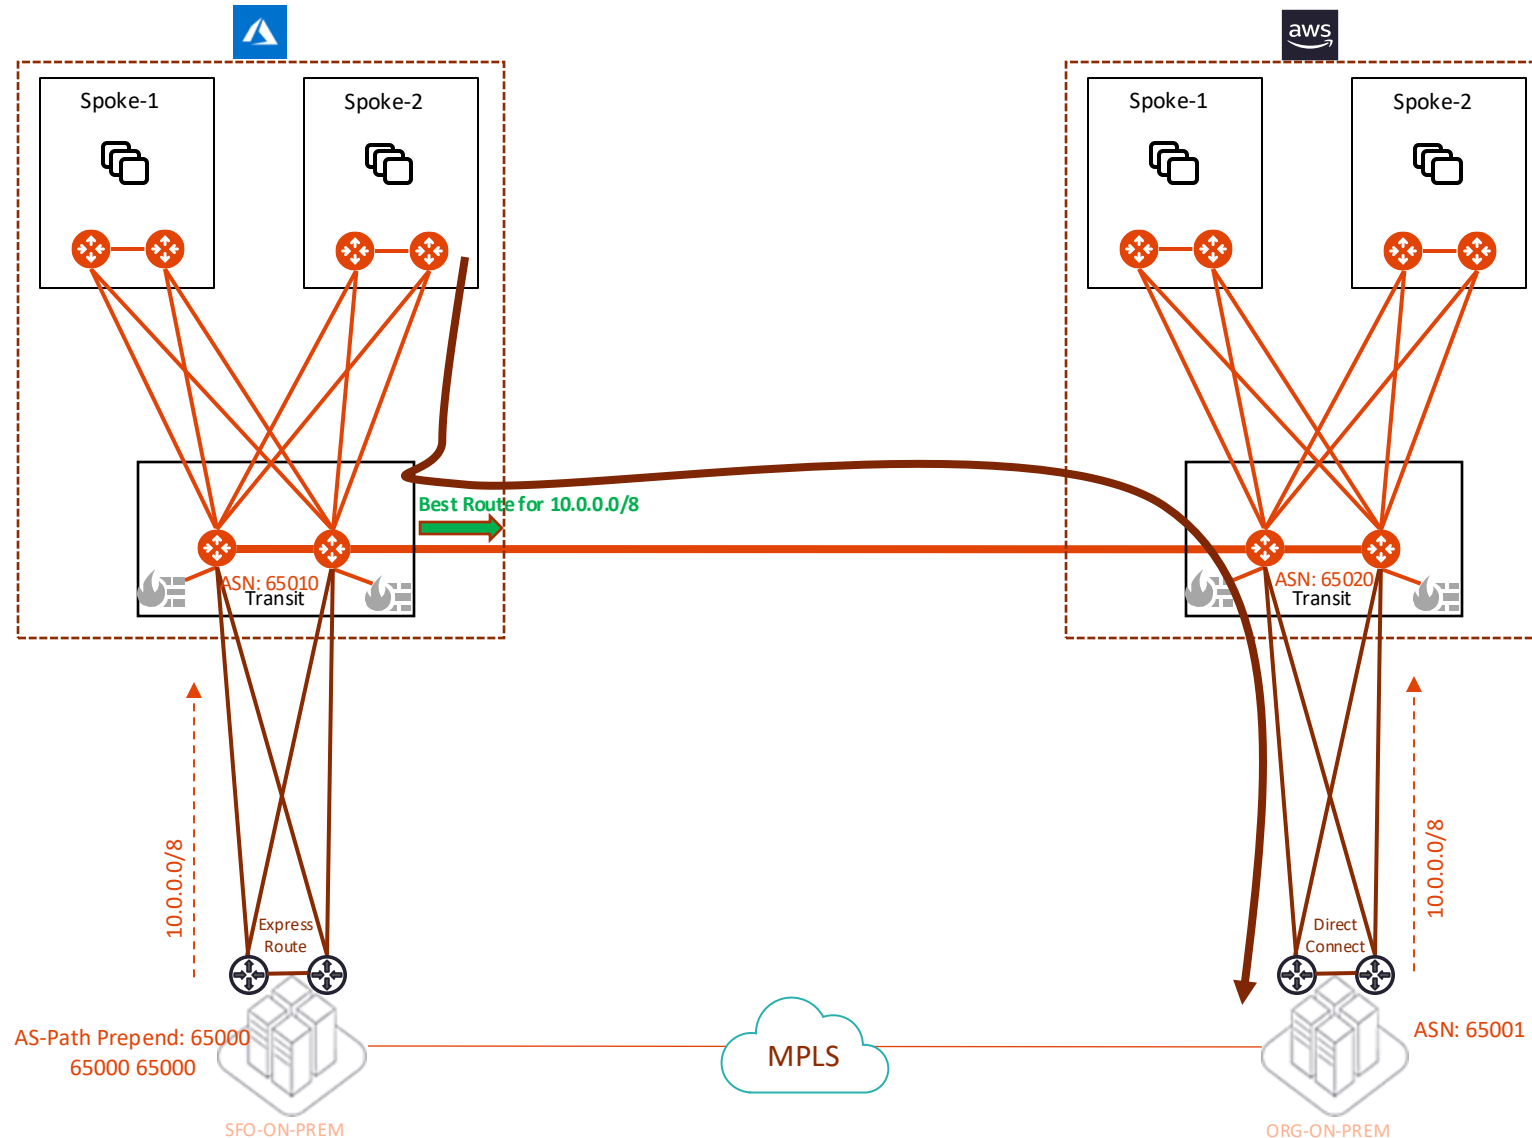 aws
Spoke-1
Spoke-2
Spoke-1
Spoke-2
Best Route for 10.0.0.0/8
ASN: 65010
Transit
ASN: 65020
Transit
10.0.0.0/8
10.0.0.0/8
Express
Route
Direct
Connect
AS-Path Prepend: 65000
65000 65000
MPLS
ASN: 65001
SFO-ON-PREM
ORG-ON-PREM